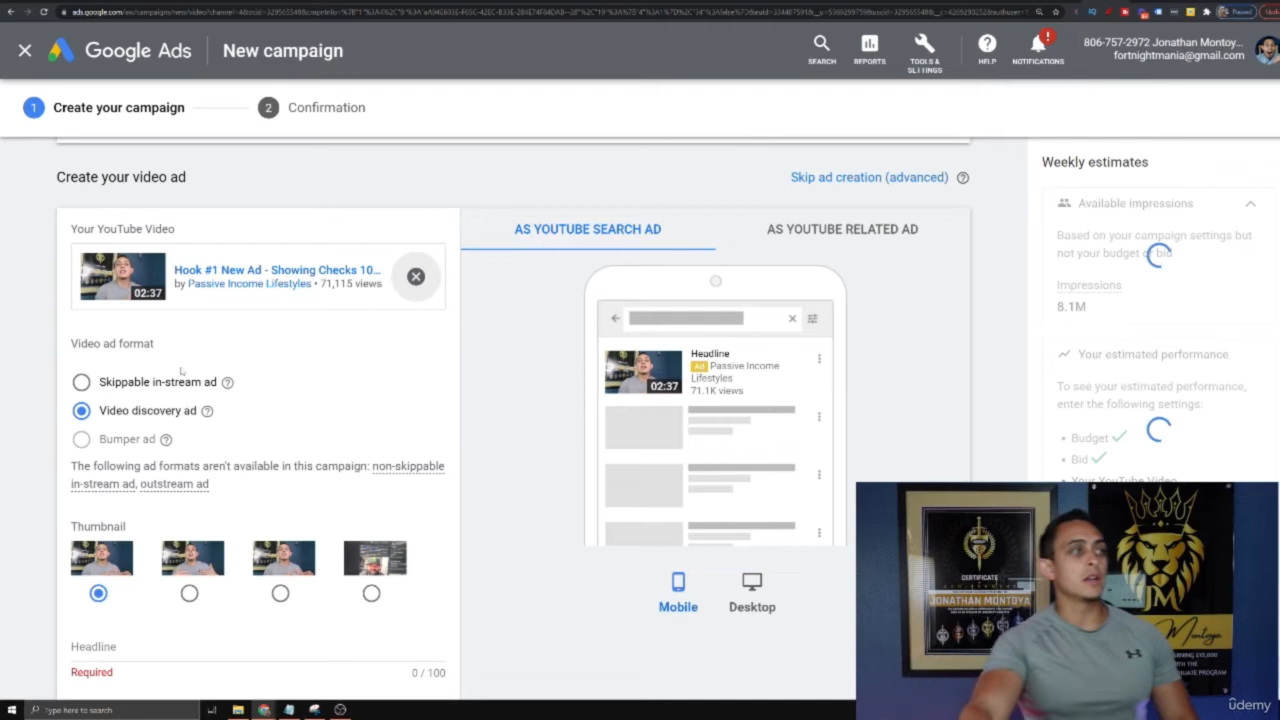 Google Ads
New campaign
SEARCH
REPORTS
TOOLS &
SETTINGS
HELP
NOTIFICATIONS
806-757-2972 Jonathan Montoy...
fortnightmania@gmail.com
Paused
1 Create your campaign
2 Confirmation
Create your video ad
Skip ad creation (advanced)
Your YouTube Video
Hook #1 New Ad - Showing Checks 10...
by Passive Income Lifestyles • 71,115 views
02:37
Video ad format
Skippable in-stream ad
Video discovery ad
Bumper ad
The following ad formats aren't available in this campaign: non-skippable
in-stream ad, outstream ad
Thumbnail
Headline
Required
0 / 100
AS YOUTUBE SEARCH AD
AS YOUTUBE RELATED AD
Headline
Ad Passive Income
Lifestyles
71.1K views
02:37
Mobile
Desktop
Weekly estimates
Available impressions
Based on your campaign settings but
not your budget or bid
Impressions
8.1M
Your estimated performance
To see your estimated performance,
enter the following settings:
• Budget
• Bid
• Your YouTube Video
CERTIFICATE
JONATHAN MONTOYA
JM
Montoya
Type here to search
ûdemy